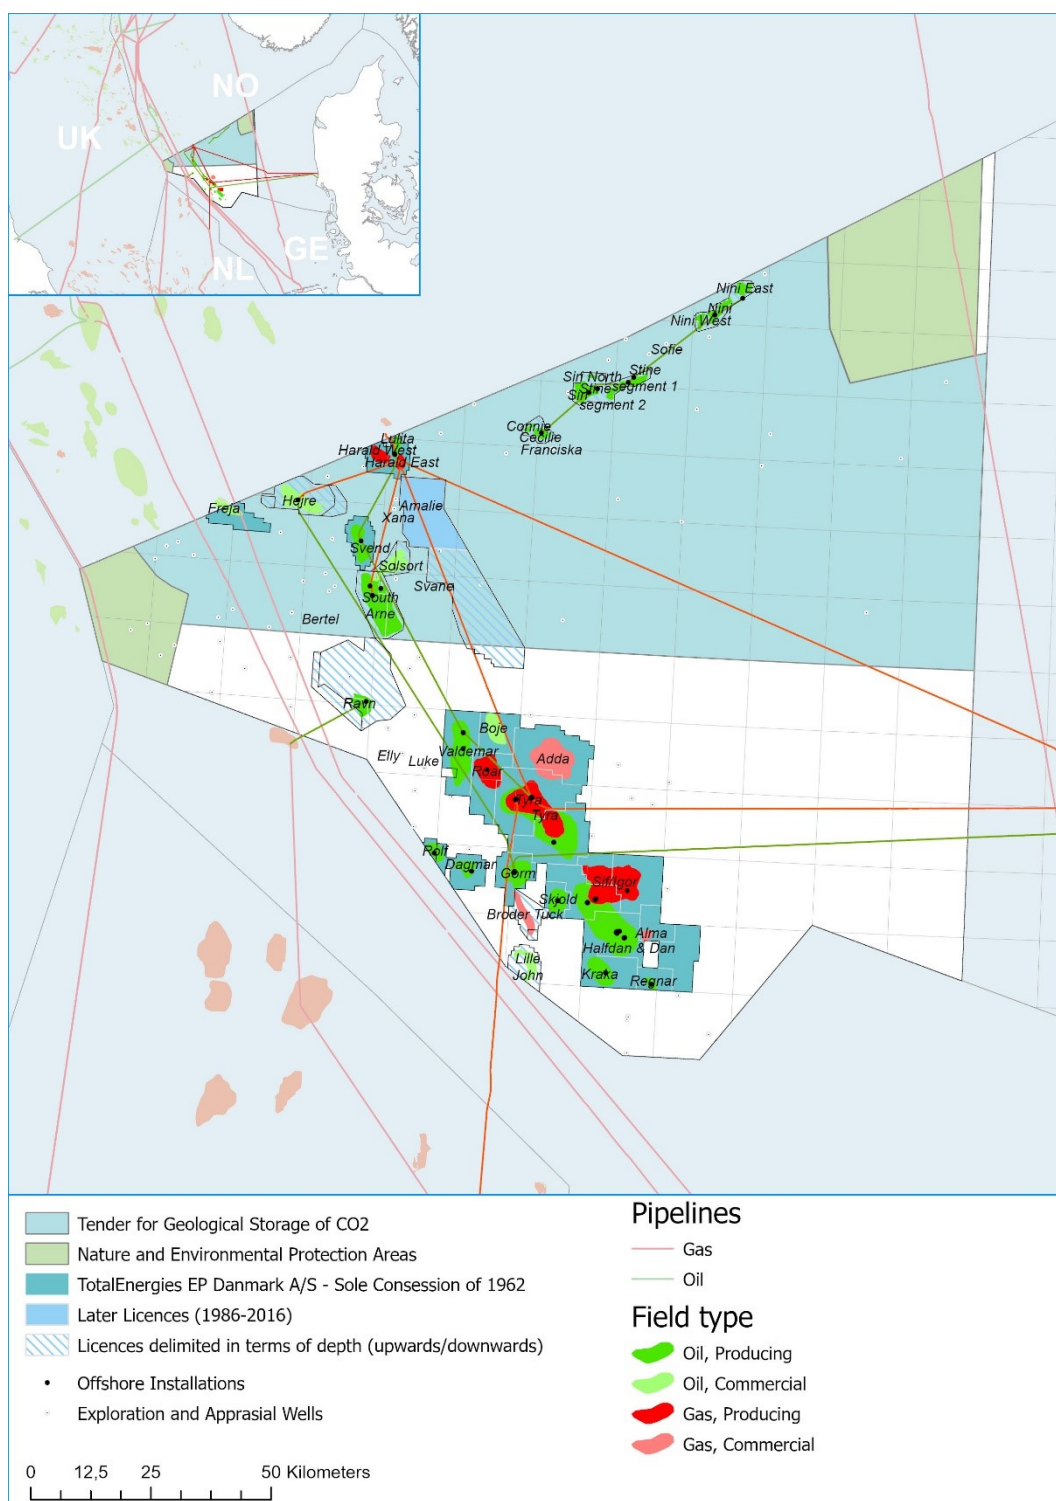 NO
UK
GE
NL
Nini East
Nini
Nini West
Sofie
Stine
segment 1
Siri North
Stine
Siri
segment 2
Connie
Cecilie
Franciska
Lulita
Harald West
Harald East
Hejre
Freja
Amalie
Xana
Svend
Solsort
Svane
South
Arne
Bertel
Ravn
Boje
Elly
Luke
Valdemar
Adda
Roar
Tyra
Tyra
Rolf
Dagmar
Gorm
Sif/Igor
Skjold
Broder Tuck
Alma
Halfdan & Dan
Lille
John
Kraka
Regnar
Tender for Geological Storage of CO2
Nature and Environmental Protection Areas
TotalEnergies EP Danmark A/S - Sole Consession of 1962
Later Licences (1986-2016)
Licences delimited in terms of depth (upwards/downwards)
Offshore Installations
Exploration and Apprasial Wells
0 12,5 25 50 Kilometers
Pipelines
Gas
Oil
Field type
Oil, Producing
Oil, Commercial
Gas, Producing
Gas, Commercial